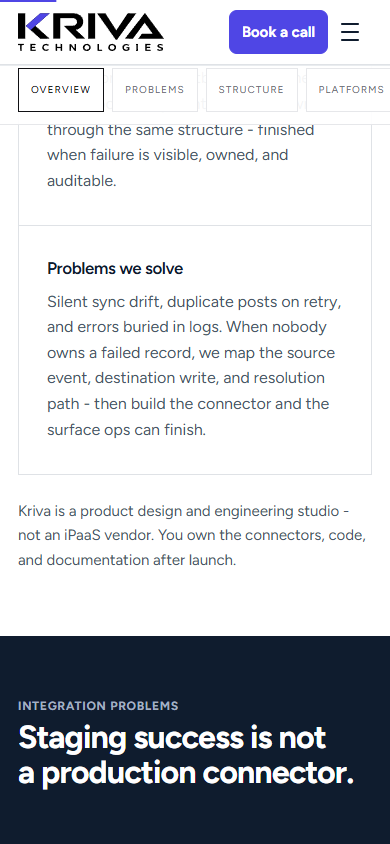 KRIVA
TECHNOLOGIES
Book a call
OVERVIEW
PROBLEMS
STRUCTURE
PLATFORMS
through the same structure - finished
when failure is visible, owned, and
auditable.
Problems we solve
Silent sync drift, duplicate posts on retry,
and errors buried in logs. When nobody
owns a failed record, we map the source
event, destination write, and resolution
path - then build the connector and the
surface ops can finish.
Kriva is a product design and engineering studio -
not an iPaaS vendor. You own the connectors, code,
and documentation after launch.
INTEGRATION PROBLEMS
Staging success is not
a production connector.